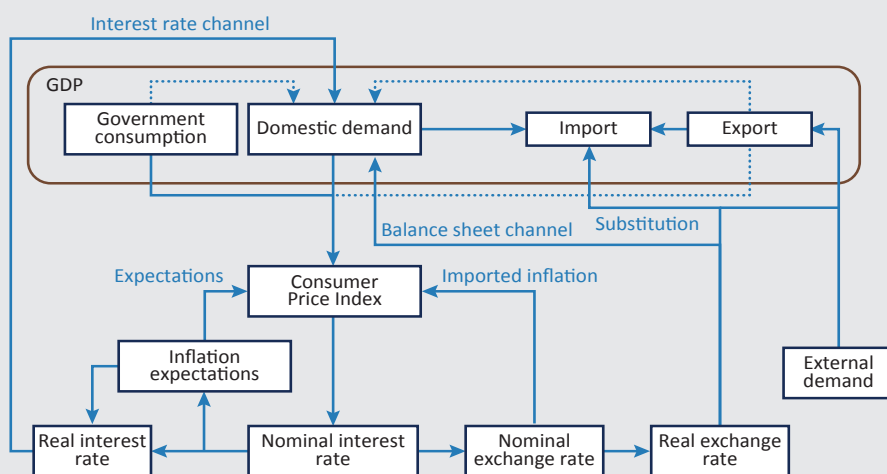 Interest rate channel
GDP
Government
consumption
Domestic demand
Import
Export
Balance sheet channel
Substitution
Expectations
Consumer
Price Index
Imported inflation
Inflation
expectations
External
demand
Real interest
rate
Nominal interest
rate
Nominal
exchange rate
Real exchange
rate